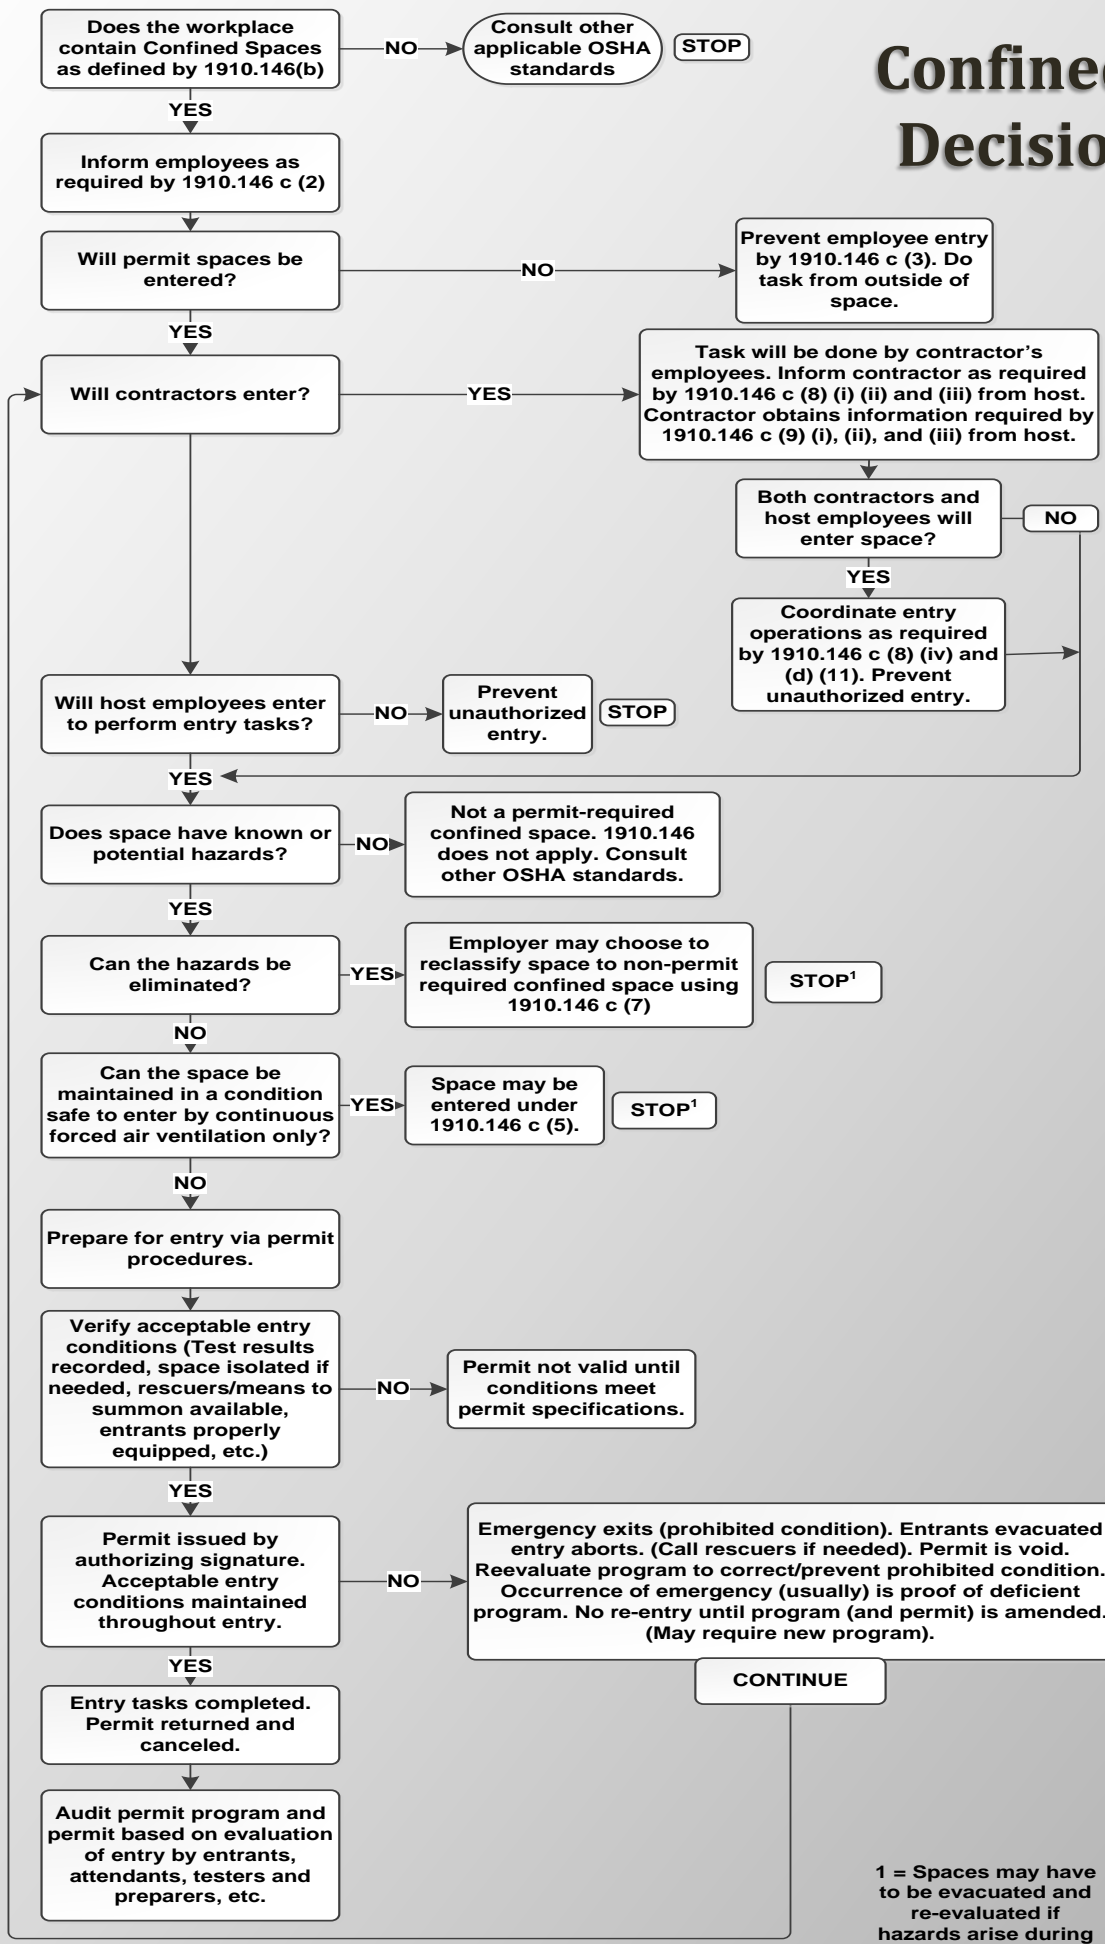 Does the workplace
contain Confined Spaces
as defined by 1910.146(b)
NO
Consult other
applicable OSHA
standards
STOP
Confined
Decisio
YES
Inform employees as
required by 1910.146 c (2)
Will permit spaces be
entered?
NO
Prevent employee entry
by 1910.146 c (3). Do
task from outside of
space.
YES
Will contractors enter?
YES
Task will be done by contractor’s
employees. Inform contractor as required
by 1910.146 c (8) (i) (ii) and (iii) from host.
Contractor obtains information required by
1910.146 c (9) (i), (ii), and (iii) from host.
Both contractors and
host employees will
enter space?
NO
YES
Coordinate entry
operations as required
by 1910.146 c (8) (iv) and
(d) (11). Prevent
unauthorized entry.
Will host employees enter
to perform entry tasks?
NO
Prevent
unauthorized
entry.
STOP
YES
Does space have known or
potential hazards?
NO
Not a permit-required
confined space. 1910.146
does not apply. Consult
other OSHA standards.
YES
Can the hazards be
eliminated?
YES
Employer may choose to
reclassify space to non-permit
required confined space using
1910.146 c (7)
STOP¹
NO
Can the space be
maintained in a condition
safe to enter by continuous
forced air ventilation only?
YES
Space may be
entered under
1910.146 c (5).
STOP¹
NO
Prepare for entry via permit
procedures.
Verify acceptable entry
conditions (Test results
recorded, space isolated if
needed, rescuers/means to
summon available,
entrants properly
equipped, etc.)
NO
Permit not valid until
conditions meet
permit specifications.
YES
Permit issued by
authorizing signature.
Acceptable entry
conditions maintained
throughout entry.
NO
Emergency exits (prohibited condition). Entrants evacuated
entry aborts. (Call rescuers if needed). Permit is void.
Reevaluate program to correct/prevent prohibited condition.
Occurrence of emergency (usually) is proof of deficient
program. No re-entry until program (and permit) is amended.
(May require new program).
CONTINUE
YES
Entry tasks completed.
Permit returned and
canceled.
Audit permit program and
permit based on evaluation
of entry by entrants,
attendants, testers and
preparers, etc.
1 = Spaces may have
to be evacuated and
re-evaluated if
hazards arise during